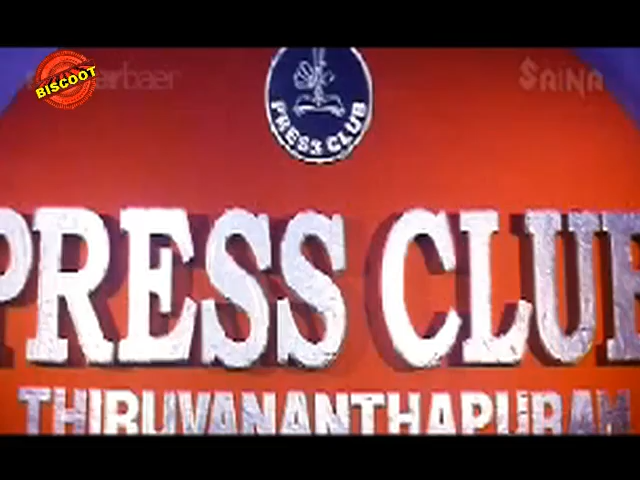 BISCOOT
SAINA
PRESS CLUB
PRESS CLUB
THIRUVANANTHAPURAM